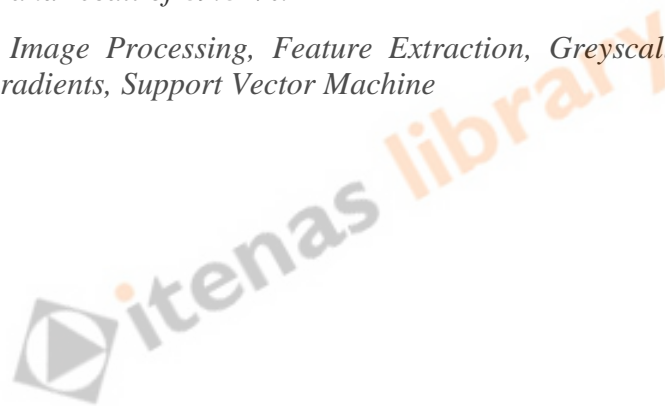 Image Processing, Feature Extraction, Greyscal
radients, Support Vector Machine
itenas library